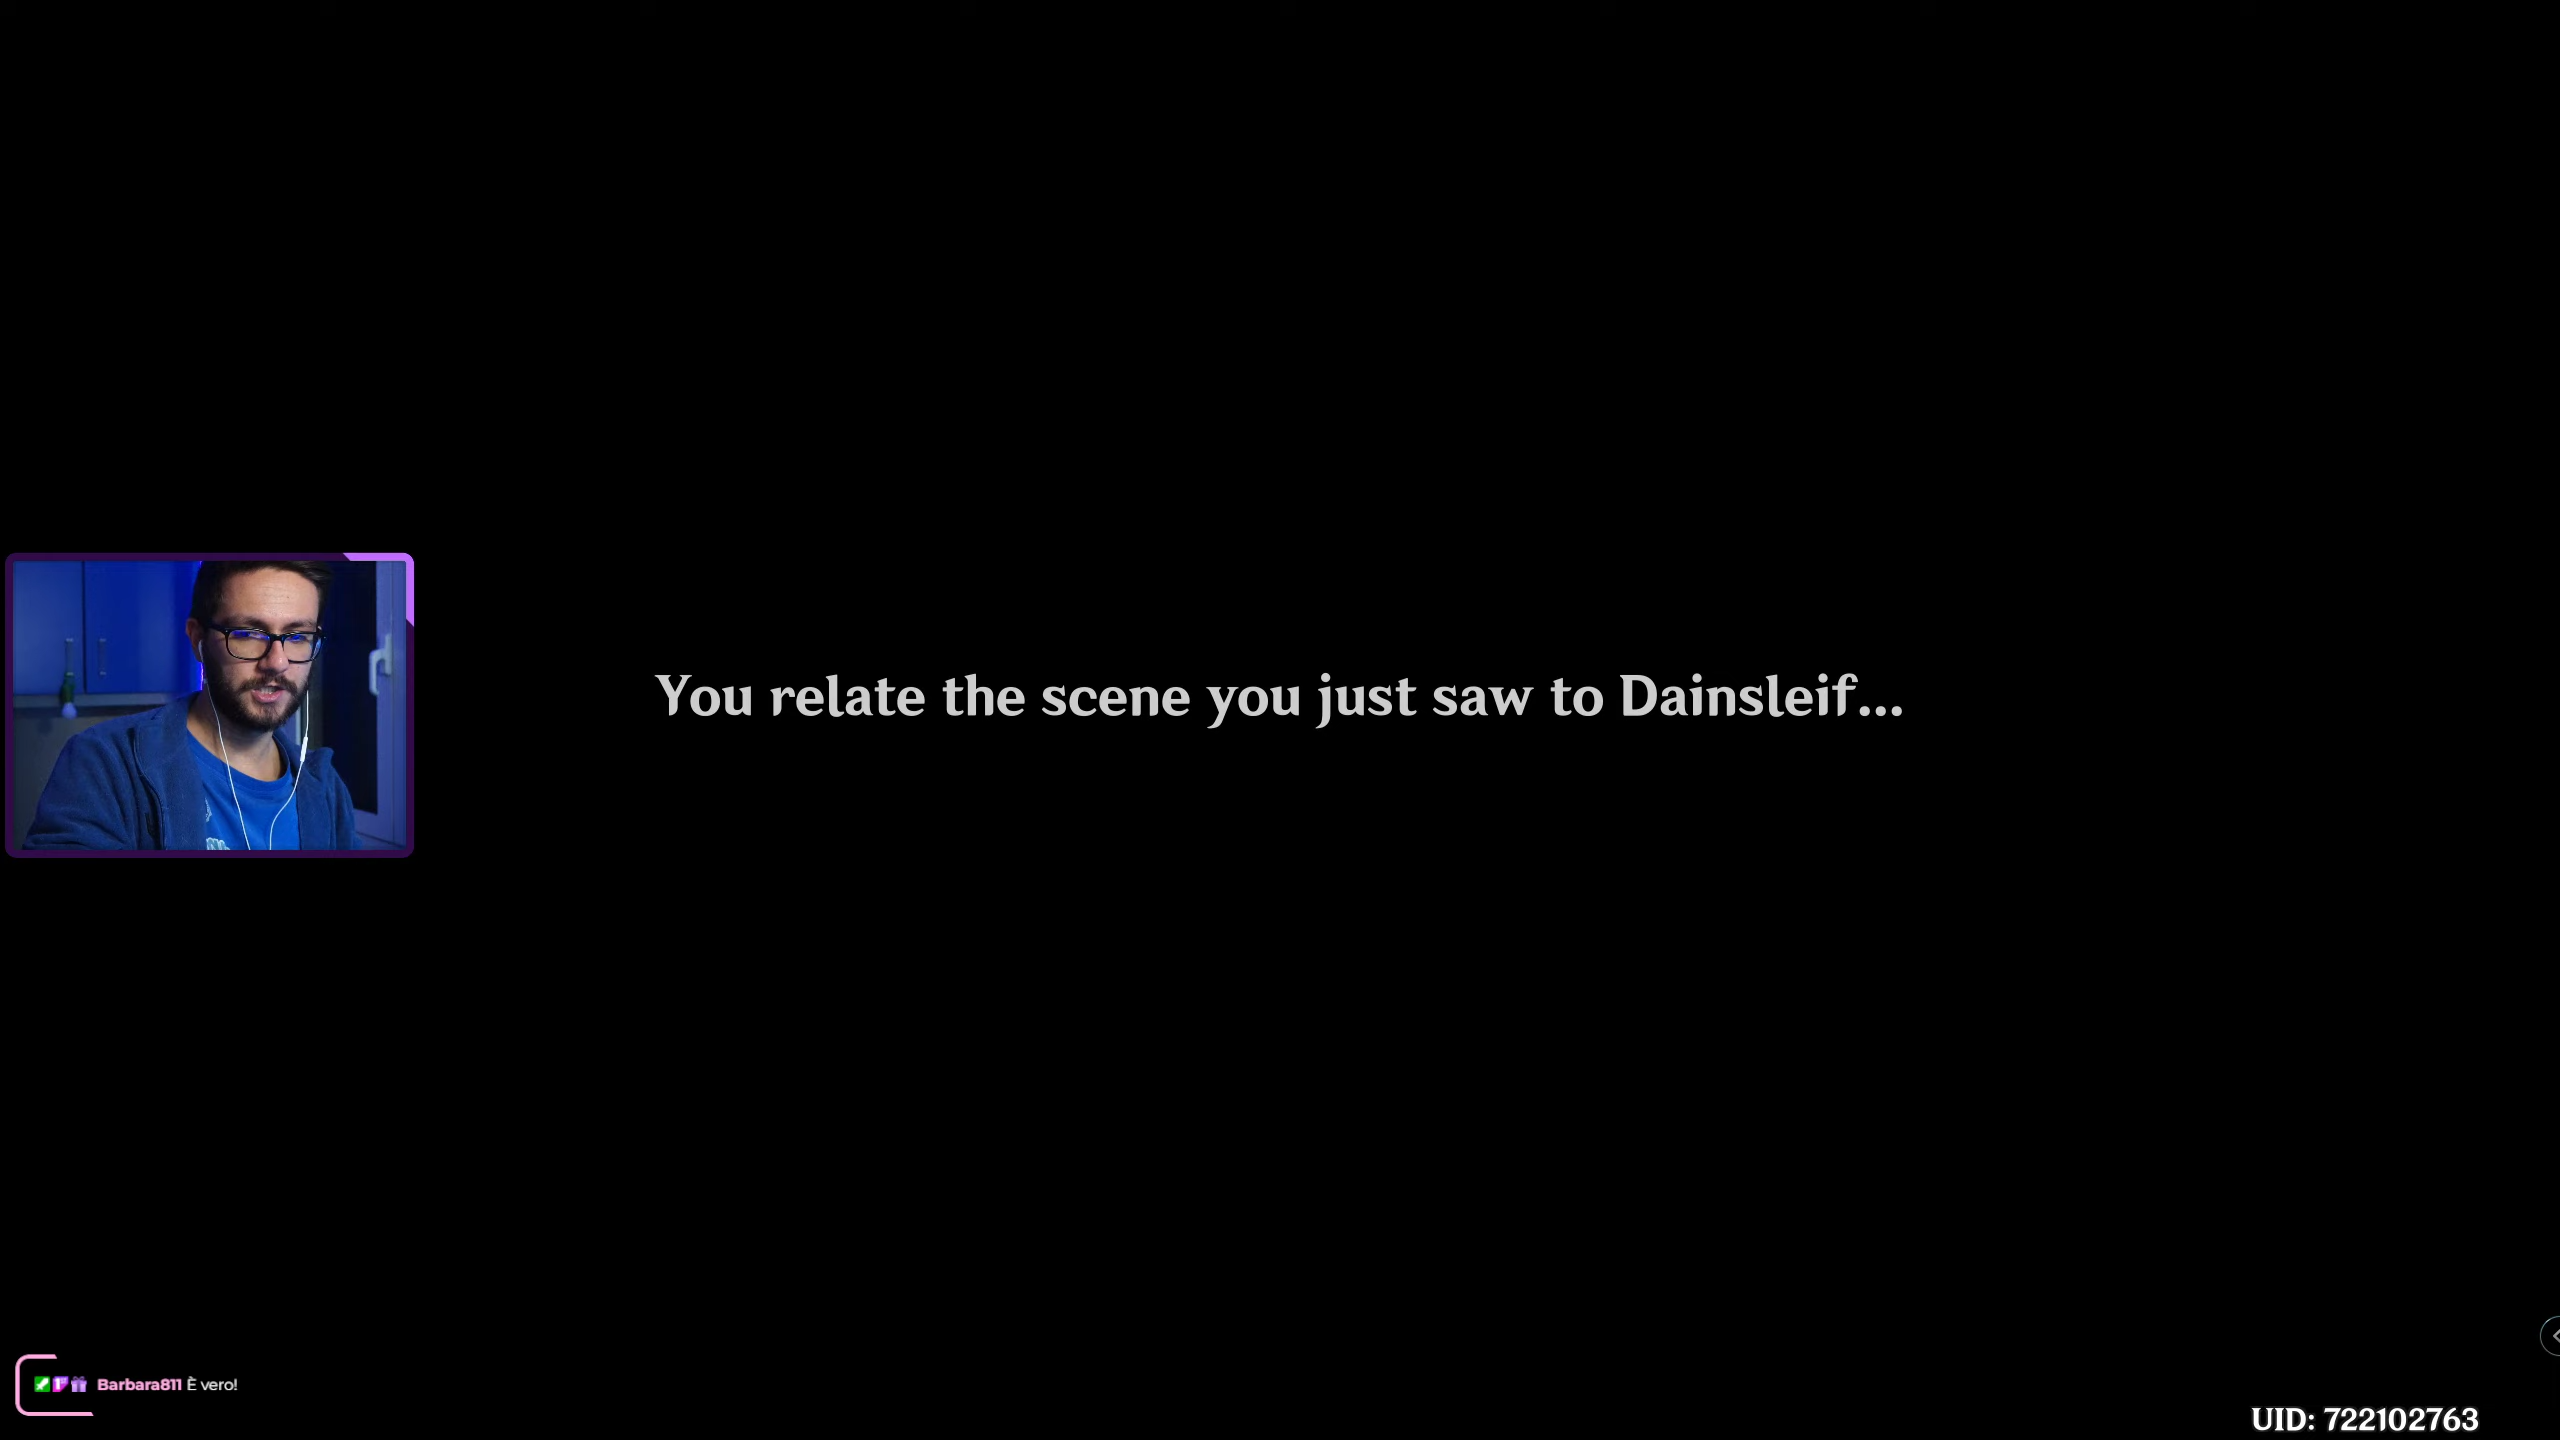 You relate the scene you just saw to Dainsleif...
Barbara811 È vero!
UID: 722102763